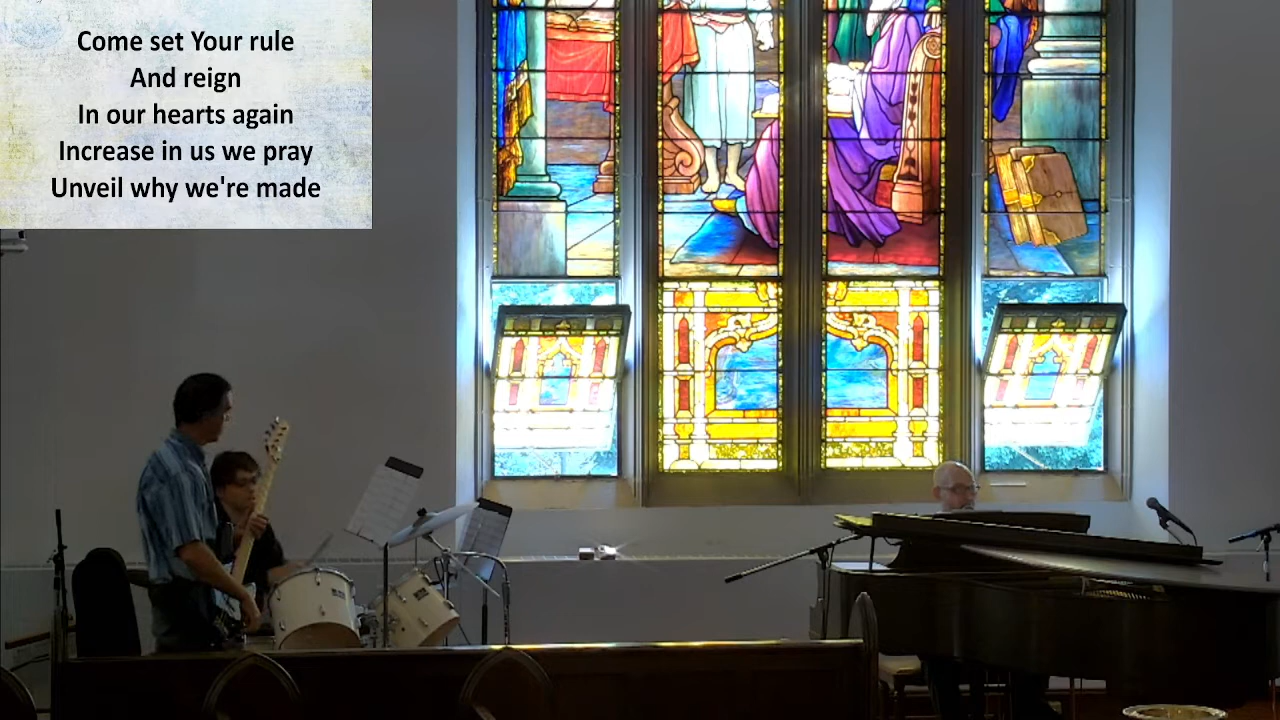 Come set Your rule
And reign
In our hearts again
Increase in us we pray
Unveil why we're made